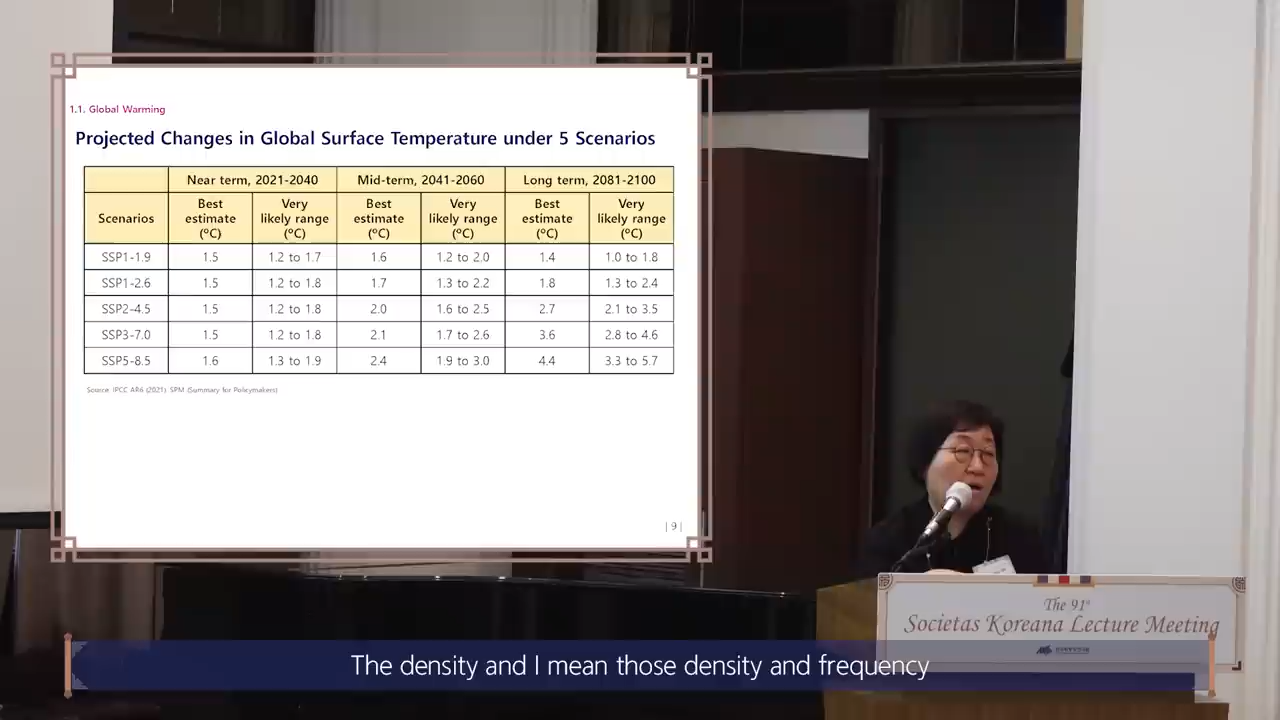 1.1. Global Warming
Projected Changes in Global Surface Temperature under 5 Scenarios
Near term, 2021-2040 Mid-term, 2041-2060 Long term, 2081-2100
Scenarios Best estimate (ºC) Very likely range (ºC) Best estimate (ºC) Very likely range (ºC) Best estimate (ºC) Very likely range (ºC)
SSP1-1.9 1.5 1.2 to 1.7 1.6 1.2 to 2.0 1.4 1.0 to 1.8
SSP1-2.6 1.5 1.2 to 1.8 1.7 1.3 to 2.2 1.8 1.3 to 2.4
SSP2-4.5 1.5 1.2 to 1.8 2.0 1.6 to 2.5 2.7 2.1 to 3.5
SSP3-7.0 1.5 1.2 to 1.8 2.1 1.7 to 2.6 3.6 2.8 to 4.6
SSP5-8.5 1.6 1.3 to 1.9 2.4 1.9 to 3.0 4.4 3.3 to 5.7
Source: IPCC AR6 (2021). SPM (Summary for Policymakers)
| 9 |
The 91st
Societas Koreana Lecture Meeting
The density and I mean those density and frequency